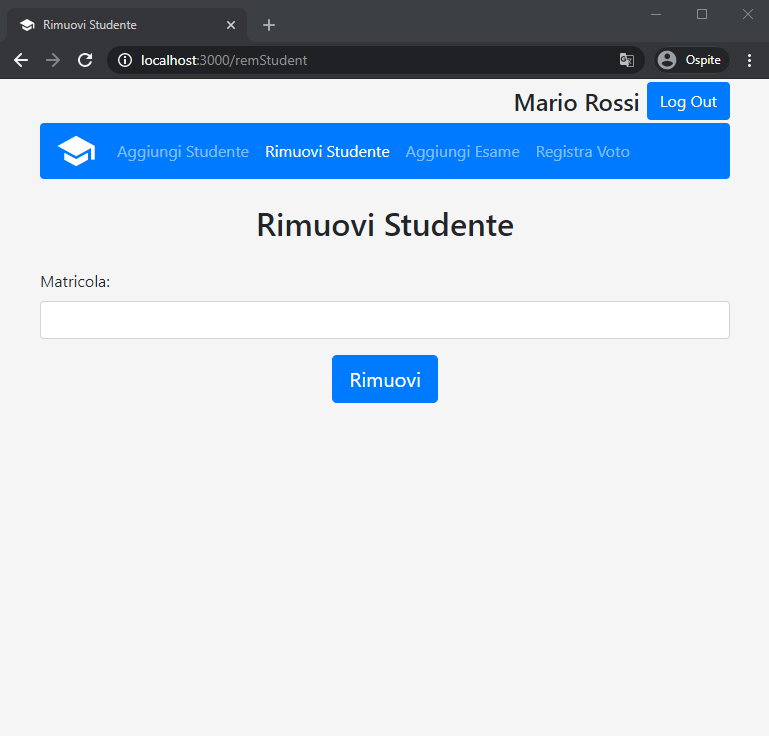 Rimuovi Studente
localhost:3000/remStudent
Ospite
Mario Rossi
Log Out
Aggiungi Studente Rimuovi Studente Aggiungi Esame Registra Voto
Rimuovi Studente
Matricola:
Rimuovi